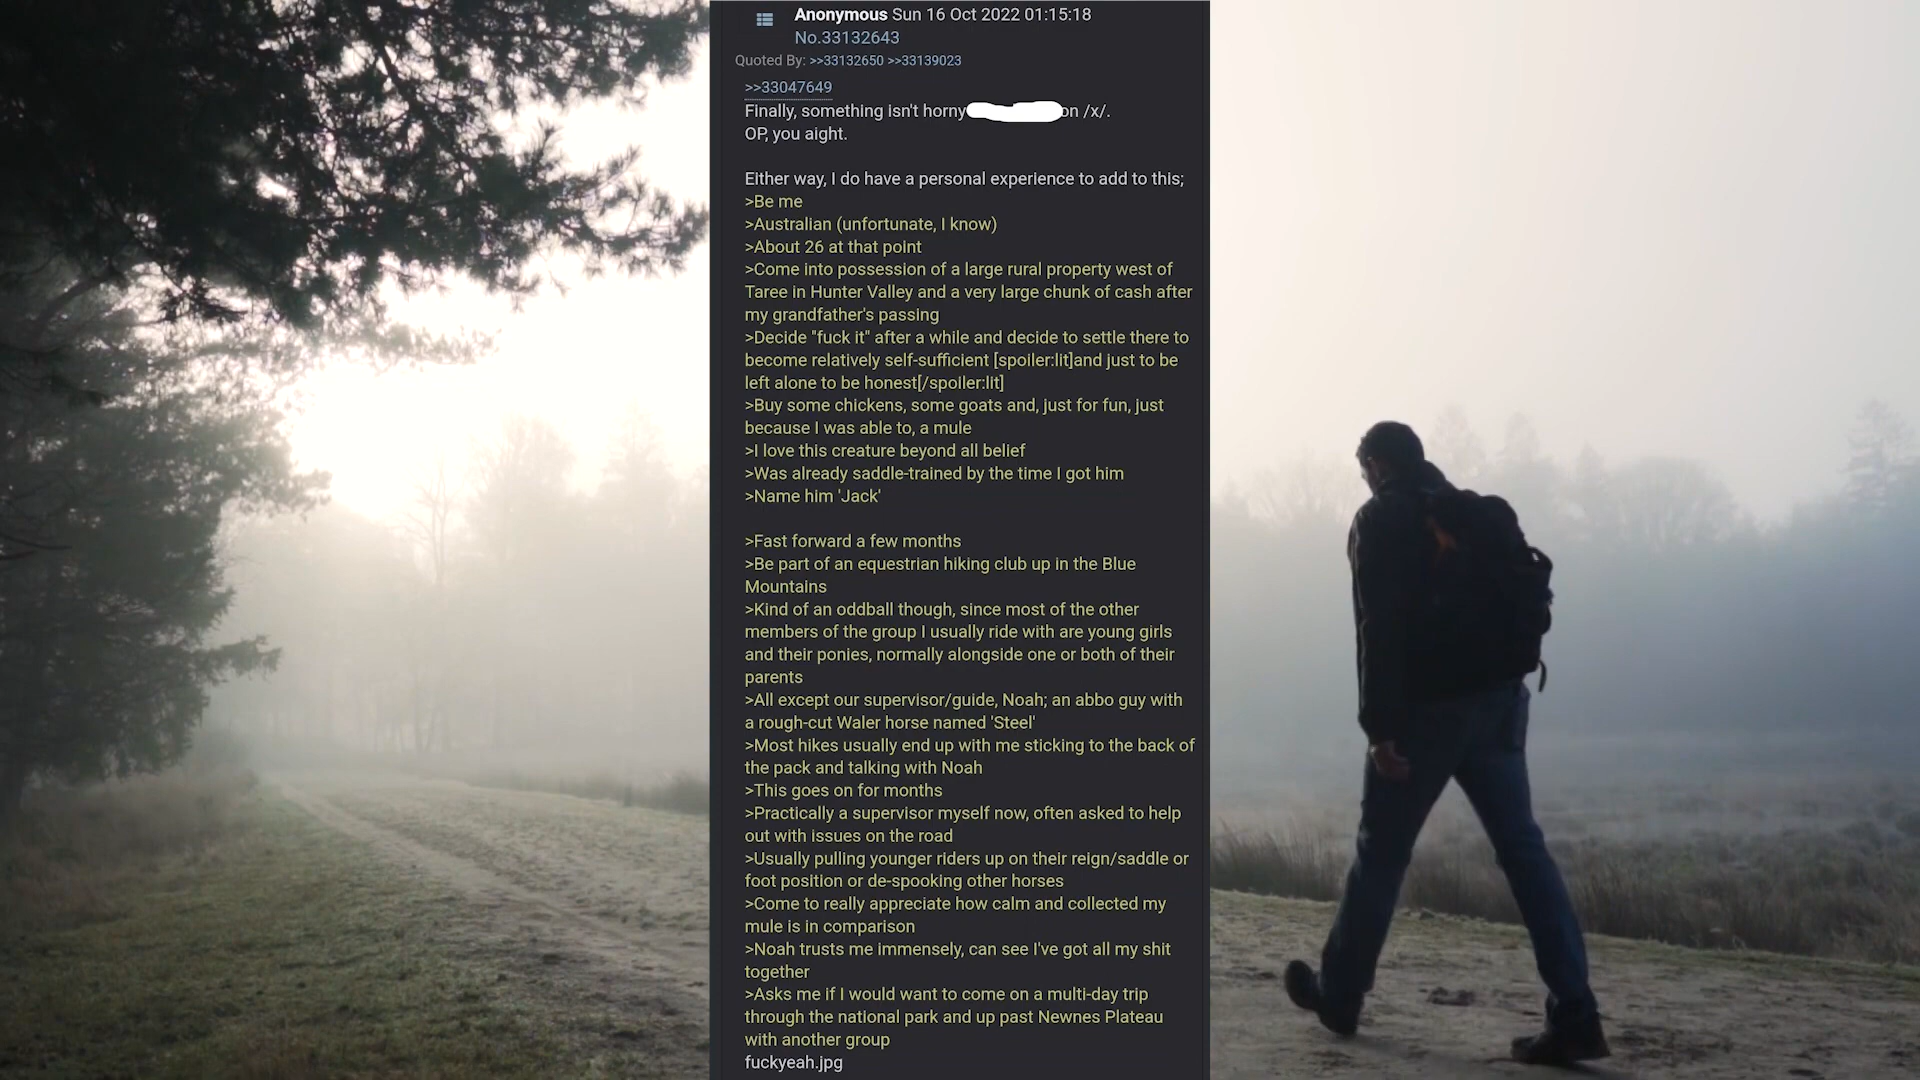 Anonymous Sun 16 Oct 2022 01:15:18
No.33132643
Quoted By: >>33132650 >>33139023
>>33047649
Finally, something isn't horny on /x/.
OP, you aight.
Either way, I do have a personal experience to add to this;
>Be me
>Australian (unfortunate, I know)
>About 26 at that point
>Come into possession of a large rural property west of
Taree in Hunter Valley and a very large chunk of cash after
my grandfather's passing
>Decide "fuck it" after a while and decide to settle there to
become relatively self-sufficient [spoiler:lit]and just to be
left alone to be honest[/spoiler:lit]
>Buy some chickens, some goats and, just for fun, just
because I was able to, a mule
>I love this creature beyond all belief
>Was already saddle-trained by the time I got him
>Name him 'Jack'
>Fast forward a few months
>Be part of an equestrian hiking club up in the Blue
Mountains
>Kind of an oddball though, since most of the other
members of the group I usually ride with are young girls
and their ponies, normally alongside one or both of their
parents
>All except our supervisor/guide, Noah; an abbo guy with
a rough-cut Waler horse named 'Steel'
>Most hikes usually end up with me sticking to the back of
the pack and talking with Noah
>This goes on for months
>Practically a supervisor myself now, often asked to help
out with issues on the road
>Usually pulling younger riders up on their reign/saddle or
foot position or de-spooking other horses
>Come to really appreciate how calm and collected my
mule is in comparison
>Noah trusts me immensely, can see I've got all my shit
together
>Asks me if I would want to come on a multi-day trip
through the national park and up past Newnes Plateau
with another group
fuckyeah.jpg